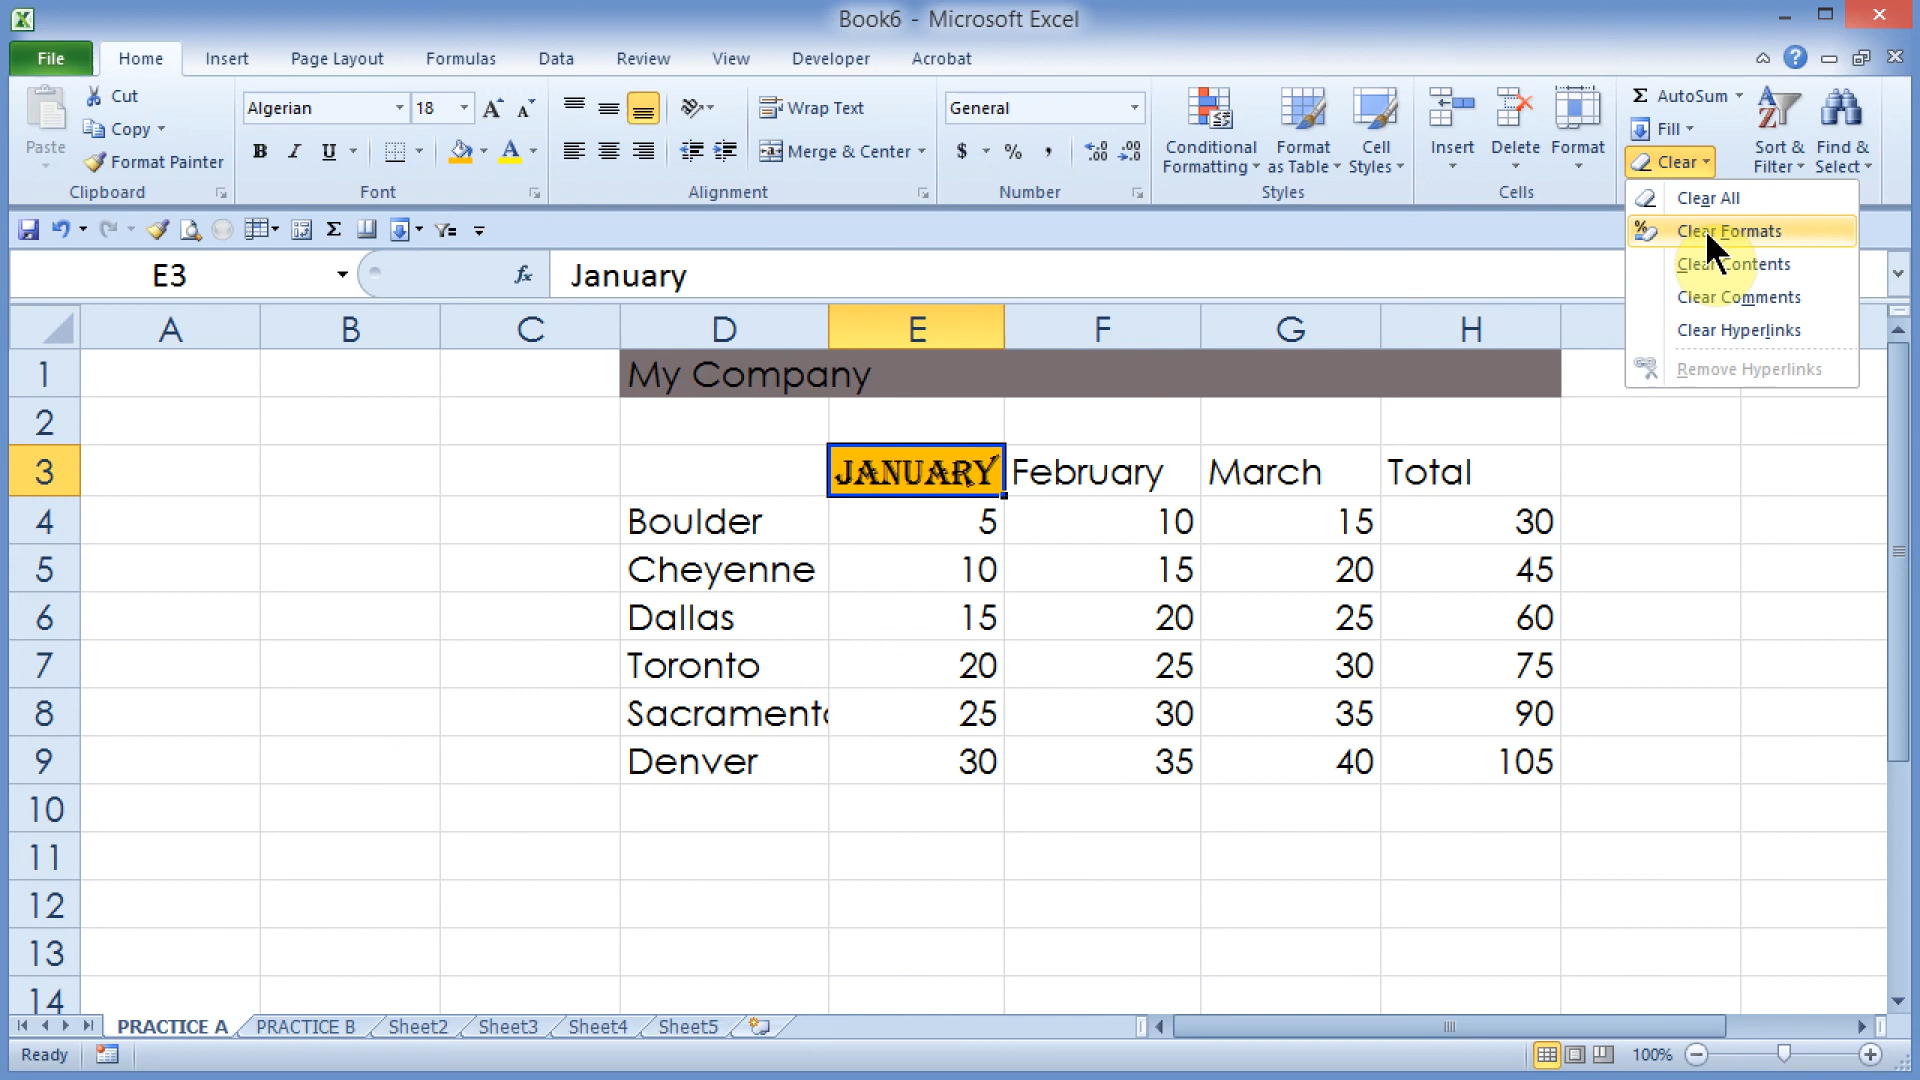 Book6 - Microsoft Excel
File Home Insert Page Layout Formulas Data Review View Developer Acrobat
Paste
Cut
Copy
Format Painter
Clipboard
Algerian 18
B I U
Font
Wrap Text
Merge & Center
Alignment
General
$ % ,
Number
Conditional Formatting
Format as Table
Cell Styles
Styles
Insert
Delete
Format
Cells
Σ AutoSum
Fill
Clear
Sort & Filter
Find & Select
Clear All
Clear Formats
Clear Contents
Clear Comments
Clear Hyperlinks
Remove Hyperlinks
E3 fx January
A B C D E F G H
1 My Company
2
3 JANUARY February March Total
4 Boulder 5 10 15 30
5 Cheyenne 10 15 20 45
6 Dallas 15 20 25 60
7 Toronto 20 25 30 75
8 Sacramento 25 30 35 90
9 Denver 30 35 40 105
10
11
12
13
14
PRACTICE A PRACTICE B Sheet2 Sheet3 Sheet4 Sheet5
Ready 100%